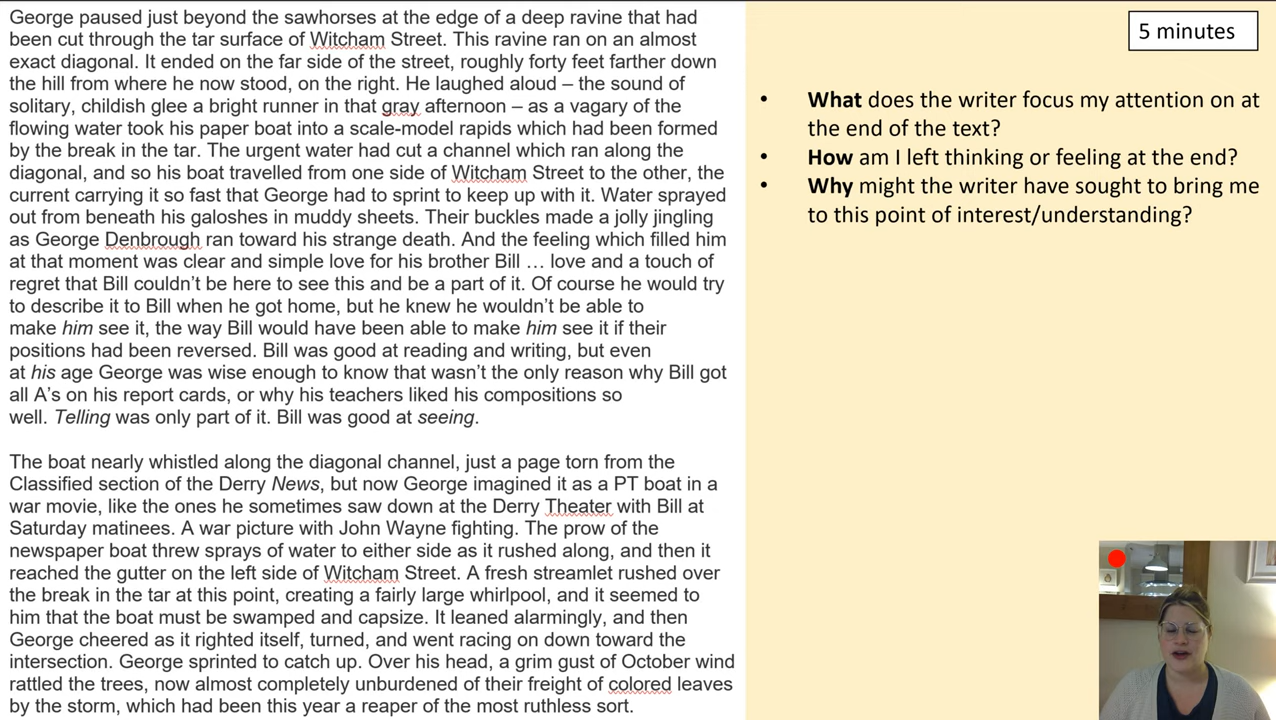 George paused just beyond the sawhorses at the edge of a deep ravine that had
been cut through the tar surface of Witcham Street. This ravine ran on an almost
exact diagonal. It ended on the far side of the street, roughly forty feet farther down
the hill from where he now stood, on the right. He laughed aloud – the sound of
solitary, childish glee a bright runner in that gray afternoon – as a vagary of the
flowing water took his paper boat into a scale-model rapids which had been formed
by the break in the tar. The urgent water had cut a channel which ran along the
diagonal, and so his boat travelled from one side of Witcham Street to the other, the
current carrying it so fast that George had to sprint to keep up with it. Water sprayed
out from beneath his galoshes in muddy sheets. Their buckles made a jolly jingling
as George Denbrough ran toward his strange death. And the feeling which filled him
at that moment was clear and simple love for his brother Bill … love and a touch of
regret that Bill couldn't be here to see this and be a part of it. Of course he would try
to describe it to Bill when he got home, but he knew he wouldn't be able to
make him see it, the way Bill would have been able to make him see it if their
positions had been reversed. Bill was good at reading and writing, but even
at his age George was wise enough to know that wasn't the only reason why Bill got
all A's on his report cards, or why his teachers liked his compositions so
well. Telling was only part of it. Bill was good at seeing.
The boat nearly whistled along the diagonal channel, just a page torn from the
Classified section of the Derry News, but now George imagined it as a PT boat in a
war movie, like the ones he sometimes saw down at the Derry Theater with Bill at
Saturday matinees. A war picture with John Wayne fighting. The prow of the
newspaper boat threw sprays of water to either side as it rushed along, and then it
reached the gutter on the left side of Witcham Street. A fresh streamlet rushed over
the break in the tar at this point, creating a fairly large whirlpool, and it seemed to
him that the boat must be swamped and capsize. It leaned alarmingly, and then
George cheered as it righted itself, turned, and went racing on down toward the
intersection. George sprinted to catch up. Over his head, a grim gust of October wind
rattled the trees, now almost completely unburdened of their freight of colored leaves
by the storm, which had been this year a reaper of the most ruthless sort.
5 minutes
• What does the writer focus my attention on at
the end of the text?
• How am I left thinking or feeling at the end?
• Why might the writer have sought to bring me
to this point of interest/understanding?